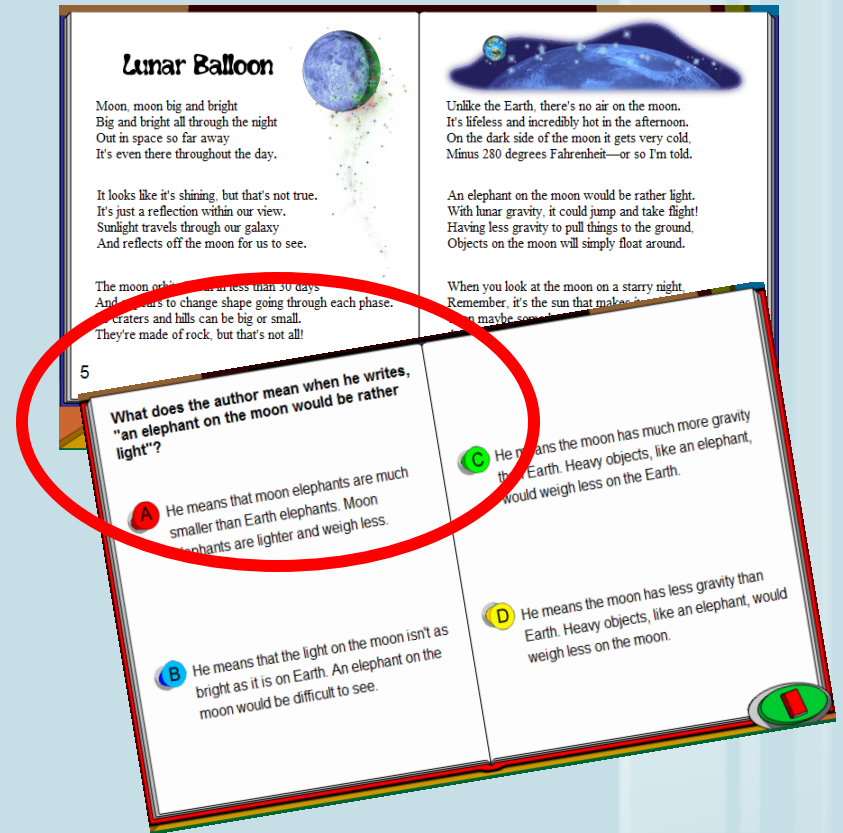 Lunar Balloon
Moon, moon big and bright
Big and bright all through the night
Out in space so far away
It's even there throughout the day.
It looks like it's shining, but that's not true.
It's just a reflection within our view.
Sunlight travels through our galaxy
And reflects off the moon for us to see.
The moon in less than 30 days
And to change shape going through each phase.
craters and hills can be big or small.
They're made of rock, but that's not all!
5
Unlike the Earth, there's no air on the moon.
It's lifeless and incredibly hot in the afternoon.
On the dark side of the moon it gets very cold,
Minus 280 degrees Fahrenheit—or so I'm told.
An elephant on the moon would be rather light.
With lunar gravity, it could jump and take flight!
Having less gravity to pull things to the ground,
Objects on the moon will simply float around.
When you look at the moon on a starry night,
Remember, it's the sun that makes
maybe
What does the author mean when he writes,
"an elephant on the moon would be rather
light"?
A He means that moon elephants are much
smaller than Earth elephants. Moon
elephants are lighter and weigh less.
B He means that the light on the moon isn't as
bright as it is on Earth. An elephant on the
moon would be difficult to see.
C He means the moon has much more gravity
than Earth. Heavy objects, like an elephant,
would weigh less on the Earth.
D He means the moon has less gravity than
Earth. Heavy objects, like an elephant, would
weigh less on the moon.